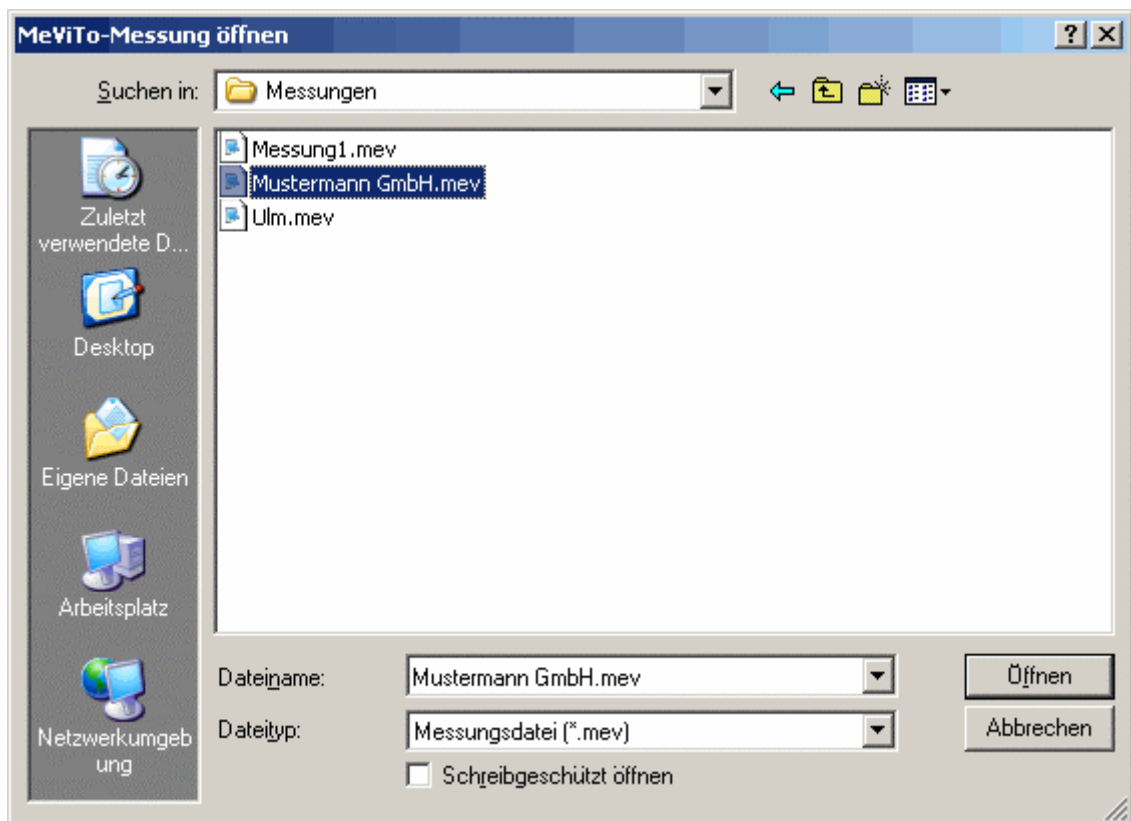 MeViTo-Messung öffnen
Suchen in:
Messungen
Zuletzt
verwendete D...
Desktop
Eigene Dateien
Arbeitsplatz
Netzwerkumgeb
ung
Messung1.mev
Mustermann GmbH.mev
Ulm.mev
Dateiname:
Mustermann GmbH.mev
Öffnen
Dateityp:
Messungsdatei (*.mev)
Abbrechen
Schreibgeschützt öffnen